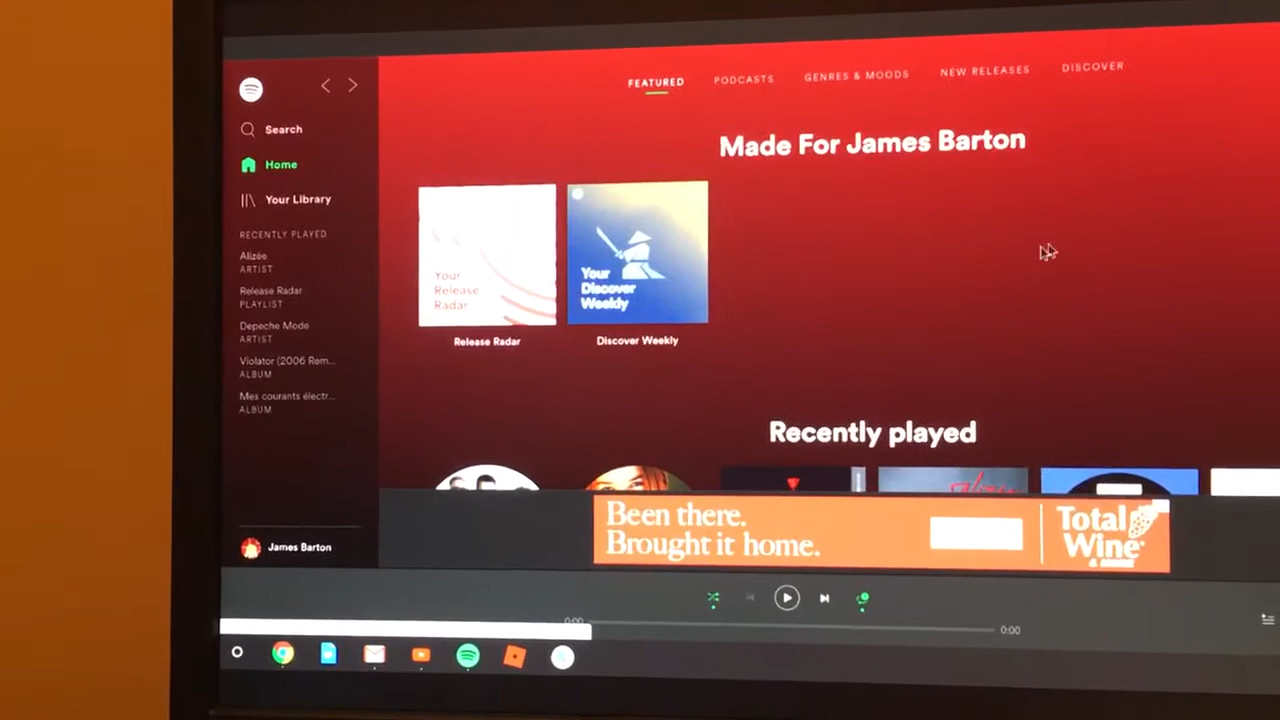 FEATURED
PODCASTS
GENRES & MOODS
NEW RELEASES
DISCOVER
Search
Home
Your Library
RECENTLY PLAYED
Alizée
ARTIST
Release Radar
PLAYLIST
Depeche Mode
ARTIST
Violator (2006 Rem...
ALBUM
Mes courants électr...
ALBUM
James Barton
Made For James Barton
Your
Release
Radar
Release Radar
Your
Discover
Weekly
Discover Weekly
Recently played
Been there.
Brought it home.
Total
Wine
& MORE
0:00
0:00